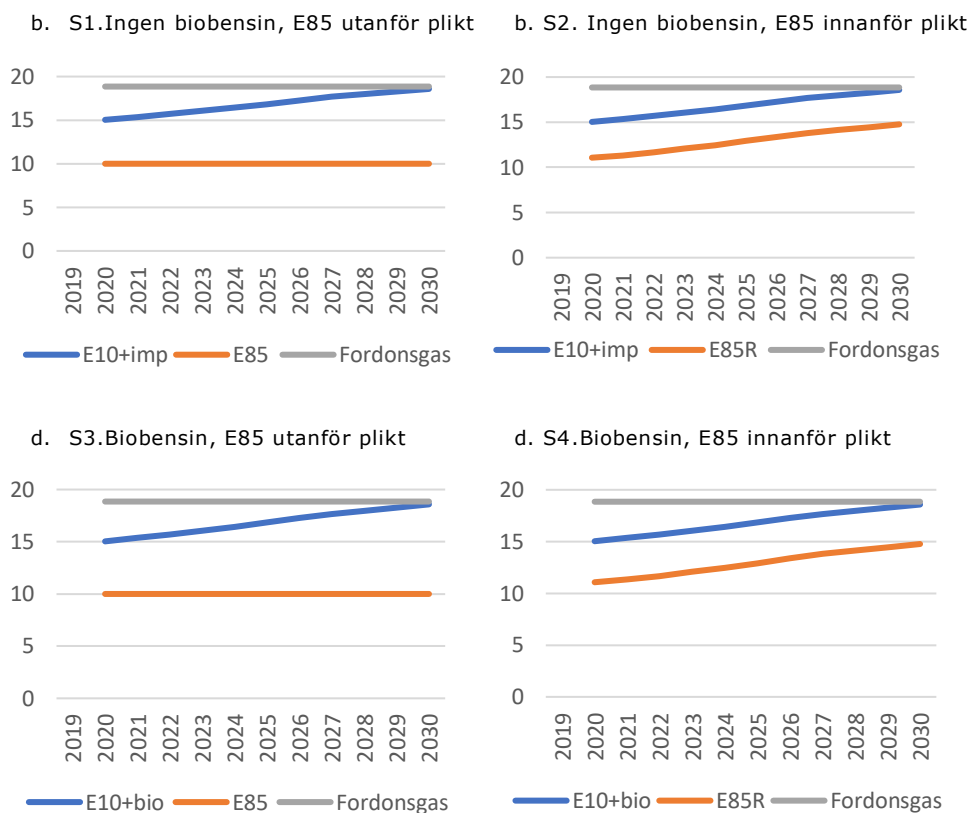 b. S1.Ingen biobensin, E85 utanför plikt
20
15
10
5
0
2019 2020 2021 2022 2023 2024 2025 2026 2027 2028 2029 2030
E10+imp E85 Fordonsgas
b. S2. Ingen biobensin, E85 innanför plikt
20
15
10
5
0
2019 2020 2021 2022 2023 2024 2025 2026 2027 2028 2029 2030
E10+imp E85R Fordonsgas
d. S3.Biobensin, E85 utanför plikt
20
15
10
5
0
2019 2020 2021 2022 2023 2024 2025 2026 2027 2028 2029 2030
E10+bio E85 Fordonsgas
d. S4.Biobensin, E85 innanför plikt
20
15
10
5
0
2019 2020 2021 2022 2023 2024 2025 2026 2027 2028 2029 2030
E10+bio E85R Fordonsgas